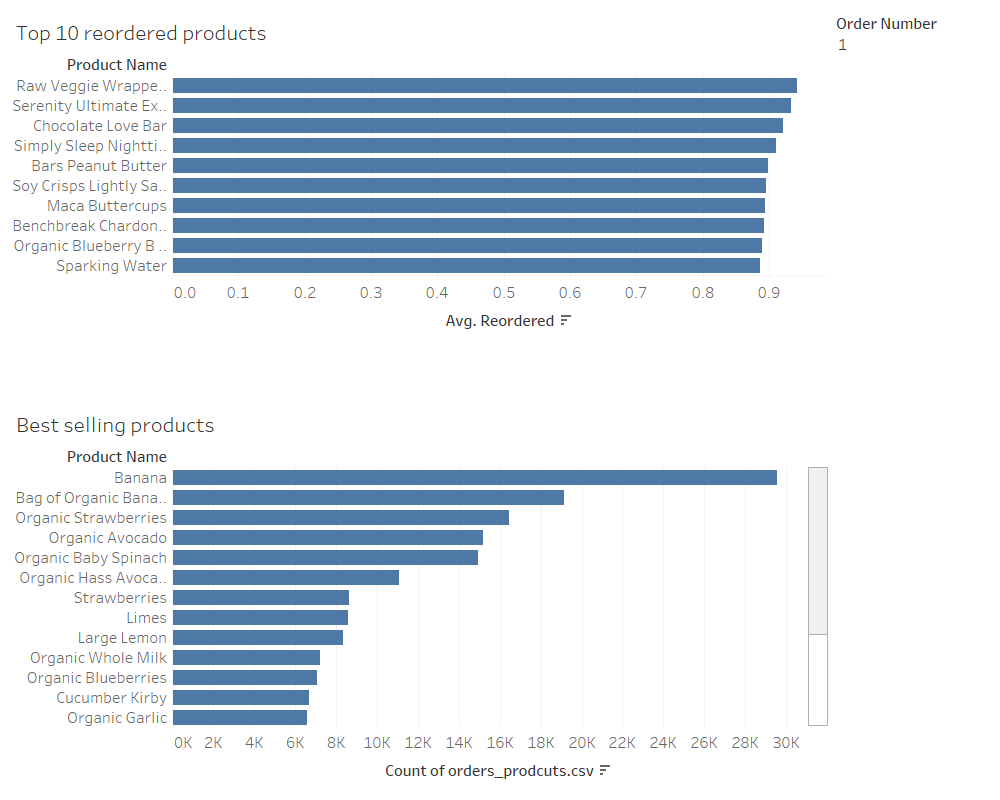 Top 10 reordered products
Order Number
1
Product Name
Raw Veggie Wrappe..
Serenity Ultimate Ex..
Chocolate Love Bar
Simply Sleep Nightti..
Bars Peanut Butter
Soy Crisps Lightly Sa..
Maca Buttercups
Benchbreak Chardon..
Organic Blueberry B ..
Sparking Water
0.0 0.1 0.2 0.3 0.4 0.5 0.6 0.7 0.8 0.9
Avg. Reordered
Best selling products
Product Name
Banana
Bag of Organic Bana..
Organic Strawberries
Organic Avocado
Organic Baby Spinach
Organic Hass Avoca..
Strawberries
Limes
Large Lemon
Organic Whole Milk
Organic Blueberries
Cucumber Kirby
Organic Garlic
0K 2K 4K 6K 8K 10K 12K 14K 16K 18K 20K 22K 24K 26K 28K 30K
Count of orders_prodcuts.csv